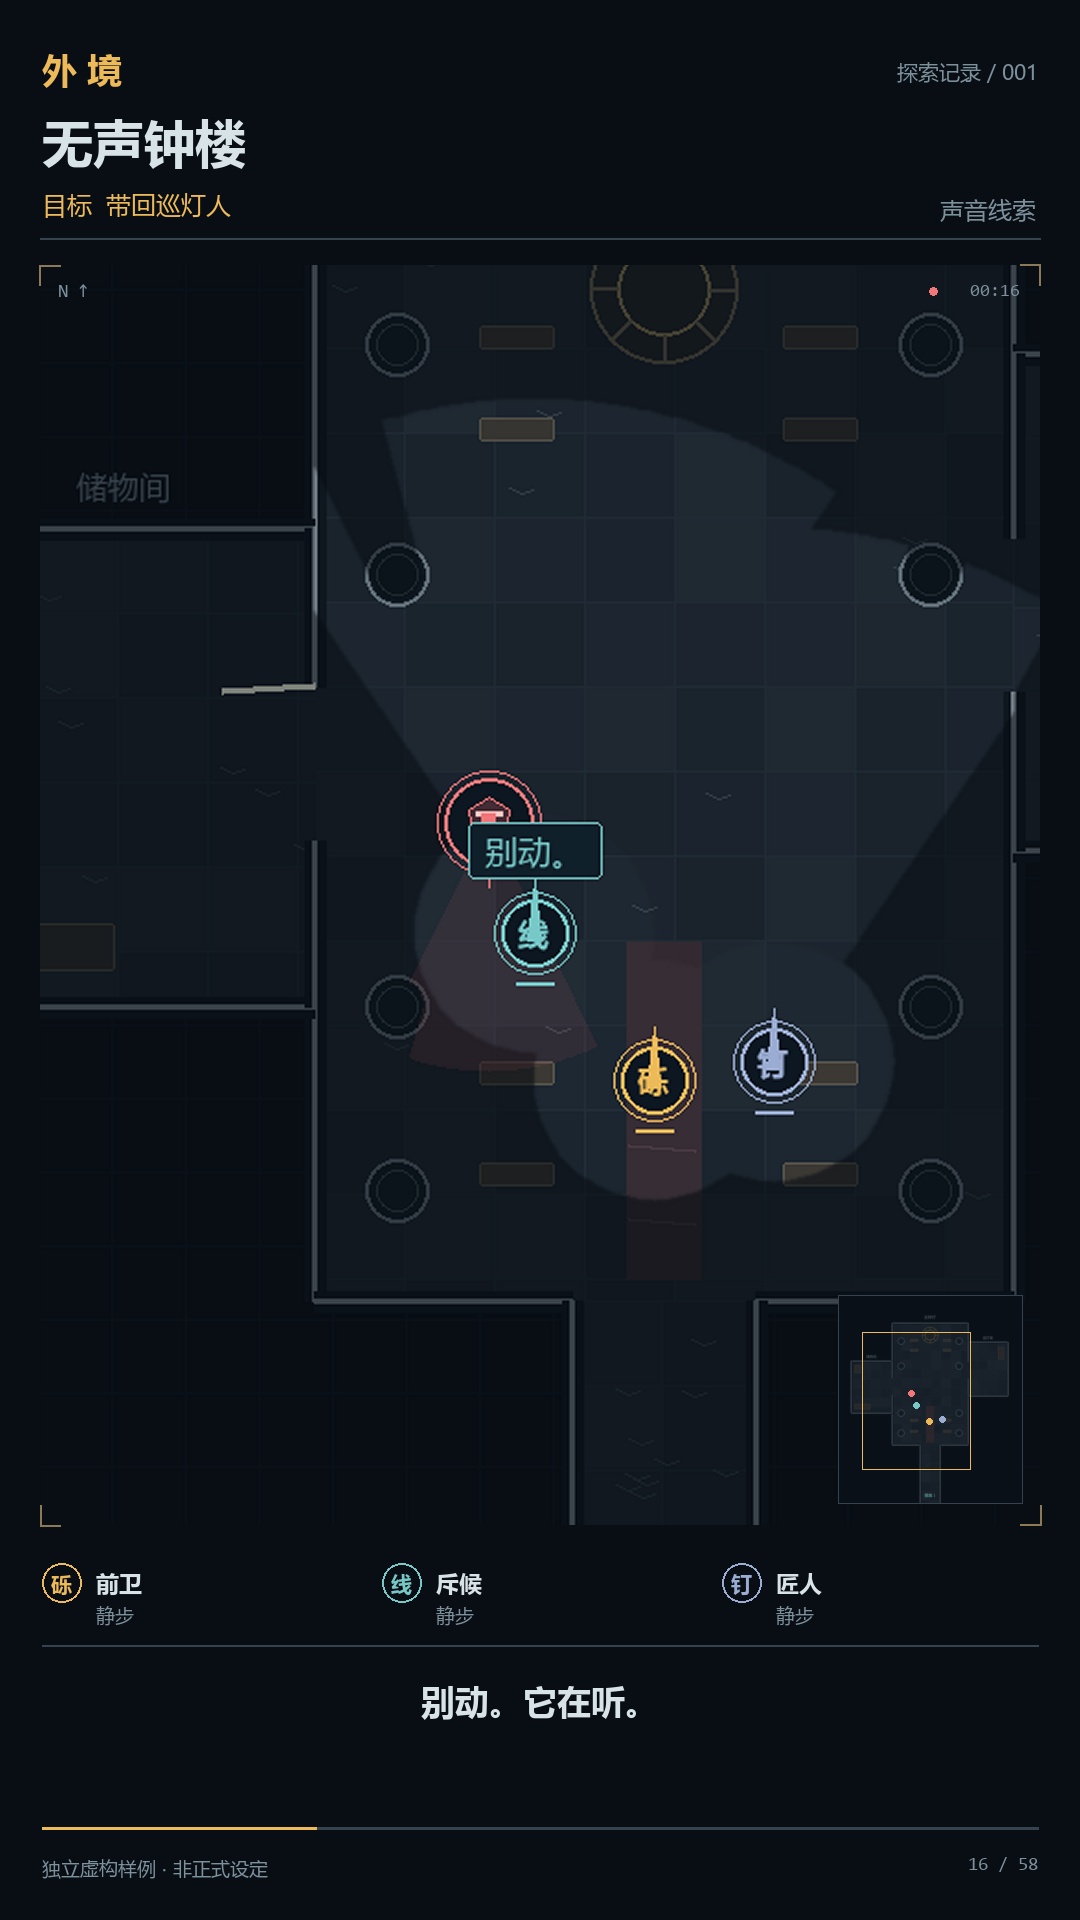 外境
探索记录 / 001
无声钟楼
目标 带回巡灯人
声音线索
N ↑
00:16
储物间
别动。
线
砾
钉
砾 前卫
静步
线 斥候
静步
钉 匠人
静步
别动。它在听。
独立虚构样例 · 非正式设定
16 / 58